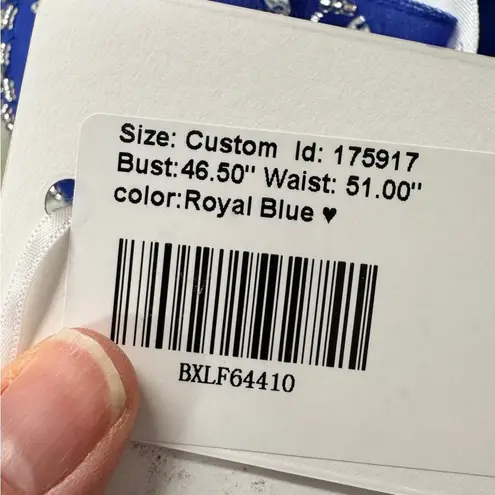 Size: Custom Id: 175917
Bust:46.50" Waist: 51.00"
color:Royal Blue ♥
BXLF64410